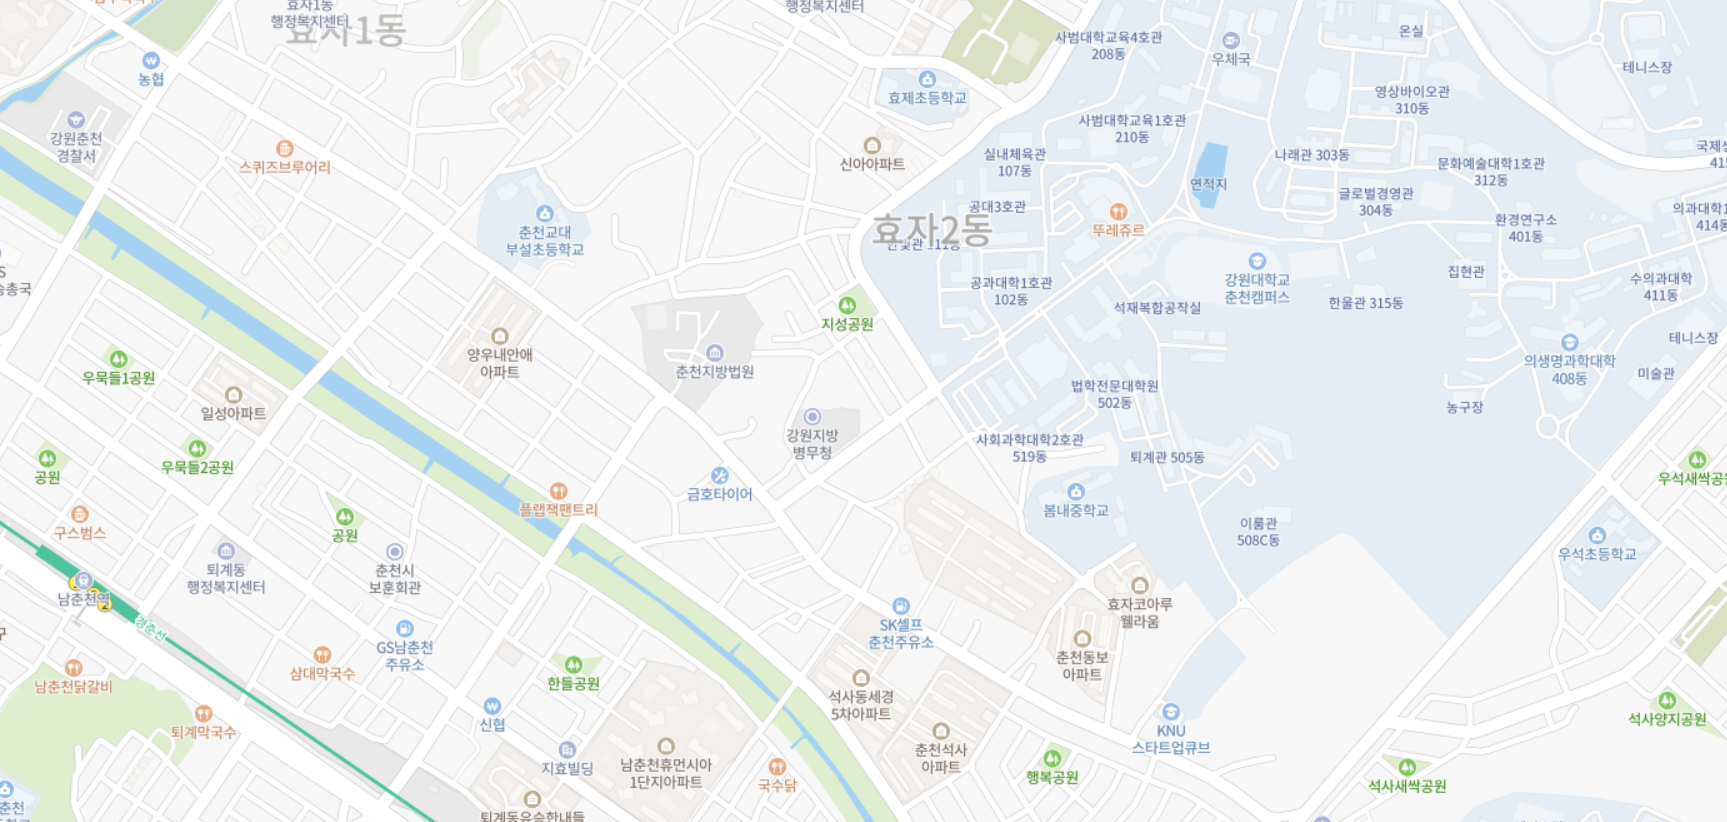 효자1동
행정복지센터
효자1동
행정복지센터
온실
사범대학교육4호관
208동
우체국
테니스장
농협
효제초등학교
영상바이오관
310동
강원춘천
경찰서
사범대학교육1호관
210동
스퀴즈브루어리
신아아파트
실내체육관
107동
나래관 303동
문화예술대학1호관
312동
연적지
글로벌경영관
304동
공대3호관
춘천교대
부설초등학교
효자2동
뚜레쥬르
환경연구소
401동
의과대학1
414동
공과대학1호관
102동
강원대학교
춘천캠퍼스
집현관
수의과대학
411동
한울관 315동
석재복합공작실
지성공원
테니스장
양우내안애
아파트
춘천지방법원
의생명과학대학
408동
미술관
우묵들1공원
일성아파트
법학전문대학원
502동
농구장
강원지방
병무청
사회과학대학2호관
519동
퇴계관 505동
공원
우묵들2공원
금호타이어
우석새싹공원
플랩잭팬트리
봄내중학교
구스범스
공원
이룸관
508C동
우석초등학교
퇴계동
행정복지센터
춘천시
보훈회관
남춘천역
2
경춘선
효자코아루
웰라움
SK셀프
춘천주유소
GS남춘천
주유소
춘천동보
아파트
삼대막국수
남춘천닭갈비
한들공원
석사동세경
5차아파트
석사양지공원
퇴계막국수
신협
KNU
스타트업큐브
춘천석사
아파트
지효빌딩
남춘천휴먼시아
1단지아파트
국수닭
행복공원
석사새싹공원
춘천
퇴계동유승한내들